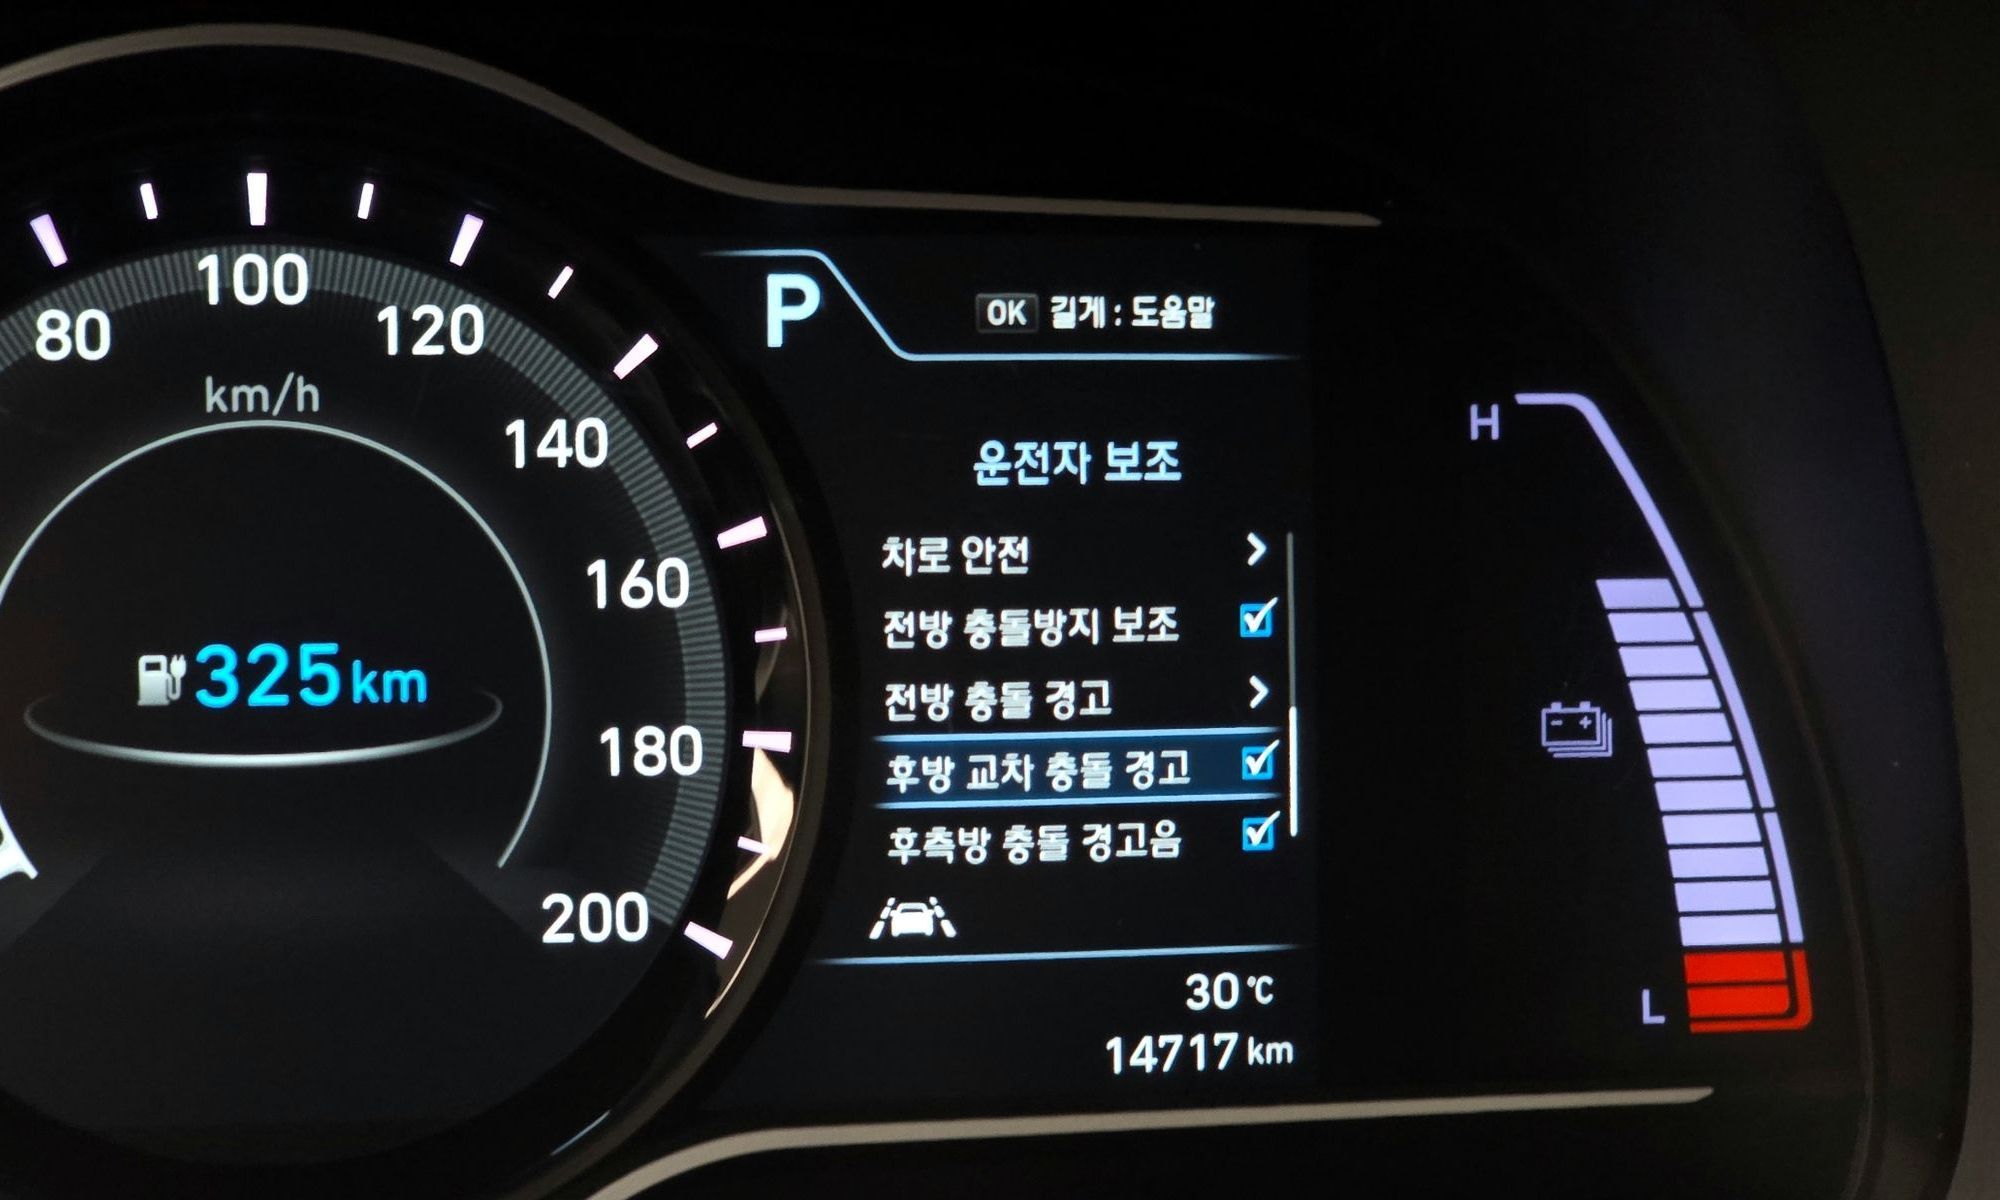 80
100
120
140
160
180
200
km/h
325 km
P
OK 길게 : 도움말
운전자 보조
차로 안전
전방 충돌방지 보조
전방 충돌 경고
후방 교차 충돌 경고
후측방 충돌 경고음
30 °C
14717 km
H
L